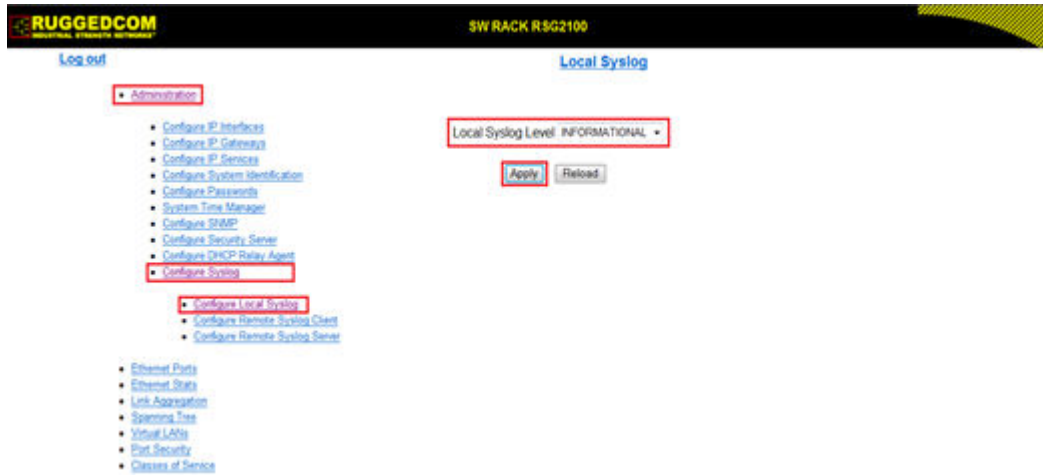 RUGGEDCOM
INDUSTRIAL STRENGTH NETWORKS
SW RACK RSG2100
Log out
Local Syslog
Administration
Configure IP Interfaces
Configure IP Gateways
Configure IP Services
Configure System Identification
Configure Passwords
System Time Manager
Configure SNMP
Configure Security Server
Configure DHCP Relay Agent
Configure Syslog
Configure Local Syslog
Configure Remote Syslog Client
Configure Remote Syslog Server
Ethernet Ports
Ethernet Stats
Link Aggregation
Spanning Tree
Virtual LANs
Port Security
Classes of Service
Local Syslog Level INFORMATIONAL
Apply Reload